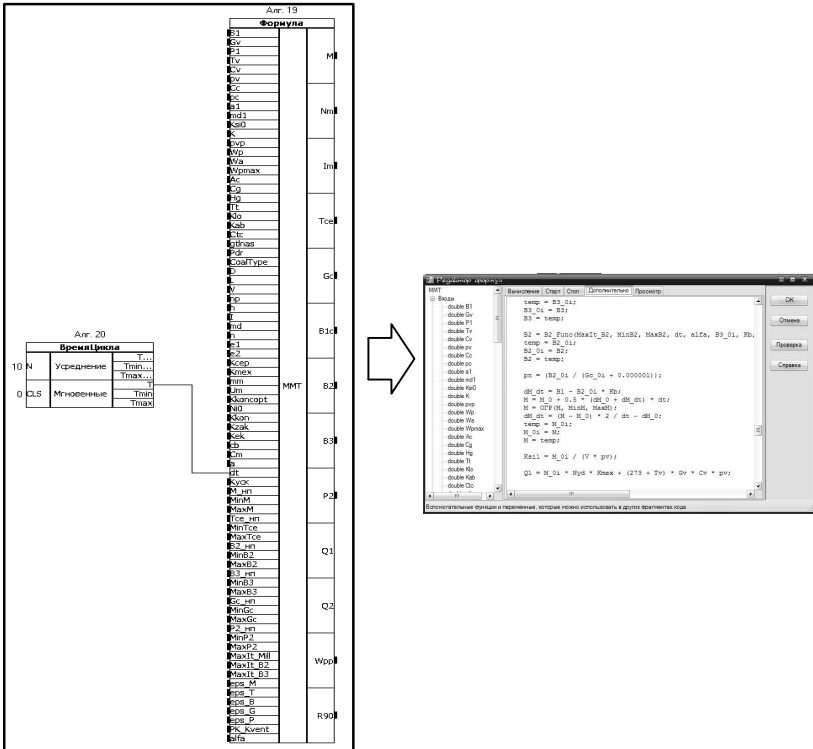 Алг. 19
Формула
B1
Gv
P1
Tv
Cv
pv
Cc
pc
a1
md1
Ksi0
K
pvp
Wp
Wa
Wpmax
Ac
Cg
Hg
Tt
Klo
Kab
Ctc
gtlnas
Pdr
CoalType
D
L
V
np
h
I
md
n
e1
e2
Kcep
Kmex
mm
Um
Kkoncopt
Ni0
Kkon
Kzak
Kek
cb
Cm
a
dt
Куск
M_нп
MinM
MaxM
Tce_нп
MinTce
MaxTce
B2_нп
MinB2
MaxB2
B3_нп
MinB3
MaxB3
Gc_нп
MinGc
MaxGc
P2_нп
MinP2
MaxP2
MaxIt_Mill
MaxIt_B2
MaxIt_B3
eps_M
eps_T
eps_B
eps_G
eps_P
PK_Kvent
alfa
ММТ
M
Nm
Im
Tce
Gc
B1c
B2
B3
P2
Q1
Q2
Wpp
R90
Алг. 20
ВремяЦикла
10 N Усреднение T...
Tmin...
Tmax...
0 CLS Мгновенные T
Tmin
Tmax
Редактор формул
ММТ
Входы
double B1
double Gv
double P1
double Tv
double Cv
double pv
double Cc
double pc
double a1
double md1
double Ksi0
double K
double pvp
double Wp
double Wa
double Wpmax
double Ac
double Cg
double Hg
double Tt
double Klo
double Kab
Вычисление Старт Стоп Дополнительно Просмотр
temp = B3_0i;
B3_0i = B3;
B3 = temp;
B2 = B2_Func(MaxIt_B2, MinB2, MaxB2, dt, alfa, B3_0i, Kb,
temp = B2_0i;
B2_0i = B2;
B2 = temp;
pn = (B2_0i / (Gc_0i + 0.000001));
dM_dt = B1 - B2_0i * Kb;
M = M_0 + 0.5 * (dM_0 + dM_dt) * dt;
M = ОГР(M, MinM, MaxM);
dM_dt = (M - M_0) * 2 / dt - dM_0;
temp = M_0i;
M_0i = M;
M = temp;
Ksi1 = M_0i / (V * pv);
Q1 = M_0i * Nyd * Kmex + (273 + Tv) * Gv * Cv * pv;
OK
Отмена
Проверка
Справка
Вспомогательные функции и переменные, которые можно использовать в других фрагментах кода